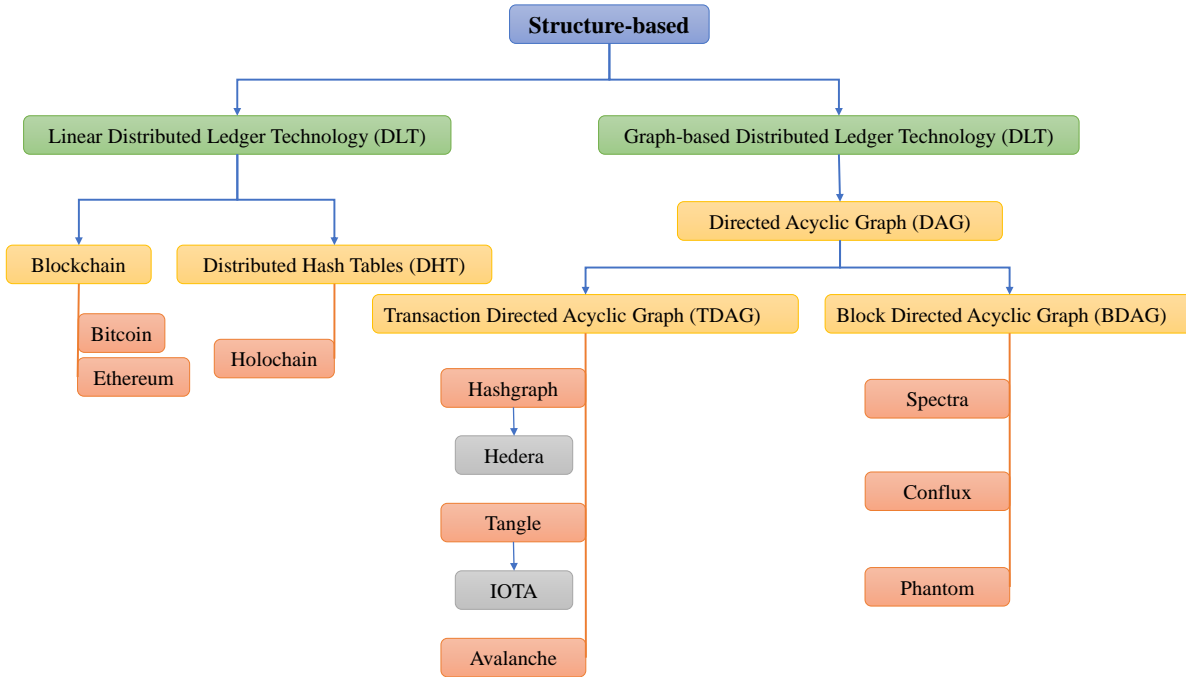 Structure-based
Linear Distributed Ledger Technology (DLT)
Graph-based Distributed Ledger Technology (DLT)
Directed Acyclic Graph (DAG)
Blockchain
Distributed Hash Tables (DHT)
Transaction Directed Acyclic Graph (TDAG)
Block Directed Acyclic Graph (BDAG)
Bitcoin
Ethereum
Holochain
Hashgraph
Hedera
Tangle
IOTA
Avalanche
Spectra
Conflux
Phantom